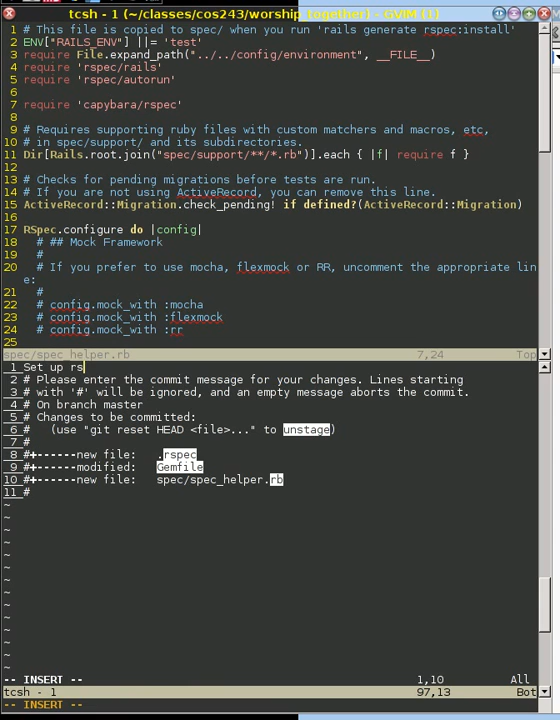 tcsh - 1 (~/classes/cos243/worship_together) - GVIM (1)
1 # This file is copied to spec/ when you run 'rails generate rspec:install'
2 ENV["RAILS_ENV"] ||= 'test'
3 require File.expand_path("../../config/environment", __FILE__)
4 require 'rspec/rails'
5 require 'rspec/autorun'
6
7 require 'capybara/rspec'
8
9 # Requires supporting ruby files with custom matchers and macros, etc,
10 # in spec/support/ and its subdirectories.
11 Dir[Rails.root.join("spec/support/**/*.rb")].each { |f| require f }
12
13 # Checks for pending migrations before tests are run.
14 # If you are not using ActiveRecord, you can remove this line.
15 ActiveRecord::Migration.check_pending! if defined?(ActiveRecord::Migration)
16
17 RSpec.configure do |config|
18   # ## Mock Framework
19   #
20   # If you prefer to use mocha, flexmock or RR, uncomment the appropriate lin
e:
21   #
22   # config.mock_with :mocha
23   # config.mock_with :flexmock
24   # config.mock_with :rr
25
spec/spec_helper.rb 7,24 Top
1 Set up rs
2 # Please enter the commit message for your changes. Lines starting
3 # with '#' will be ignored, and an empty message aborts the commit.
4 # On branch master
5 # Changes to be committed:
6 #   (use "git reset HEAD <file>..." to unstage)
7 #
8 #+------new file:   .rspec
9 #+------modified:   Gemfile
10 #+------new file:   spec/spec_helper.rb
11 #
~
~
~
~
~
~
~
~
~
~
~
~
~
~
-- INSERT -- 1,10 All
tcsh - 1 97,13 Bot
-- INSERT --